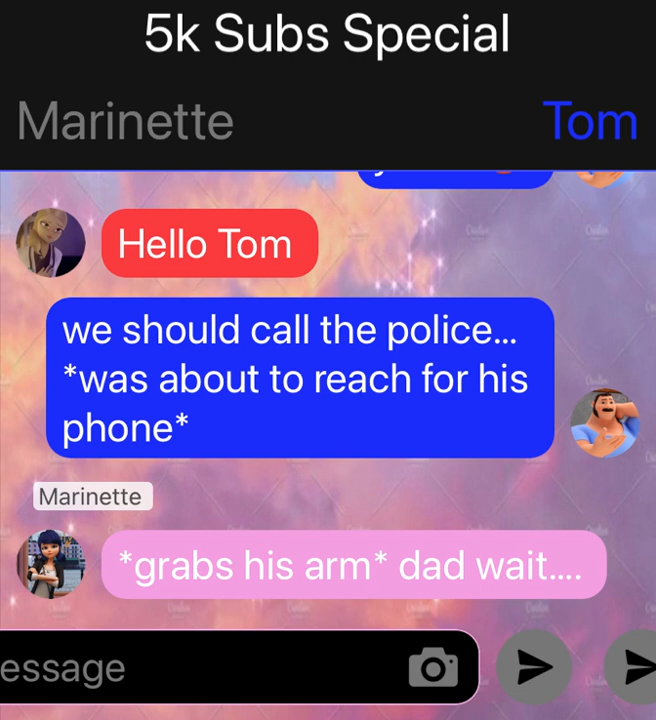 5k Subs Special
Marinette Tom
Hello Tom
we should call the police...
*was about to reach for his
phone*
Marinette
*grabs his arm* dad wait....
essage